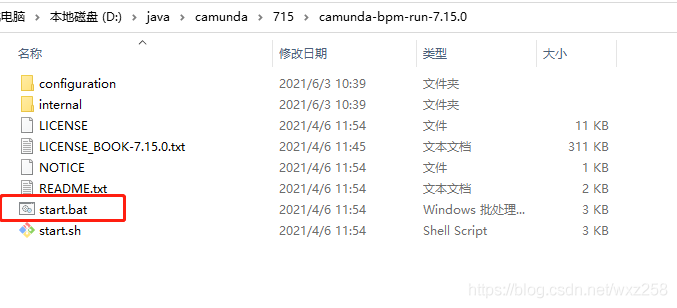 电脑 › 本地磁盘 (D:) › java › camunda › 715 › camunda-bpm-run-7.15.0
名称 修改日期 类型 大小
configuration 2021/6/3 10:39 文件夹
internal 2021/6/3 10:39 文件夹
LICENSE 2021/4/6 11:54 文件 11 KB
LICENSE_BOOK-7.15.0.txt 2021/4/6 11:45 文本文档 311 KB
NOTICE 2021/4/6 11:54 文件 1 KB
README.txt 2021/4/6 11:54 文本文档 2 KB
start.bat 2021/4/6 11:54 Windows 批处理... 3 KB
start.sh 2021/4/6 11:54 Shell Script 3 KB
https://blog.csdn.net/wxz258